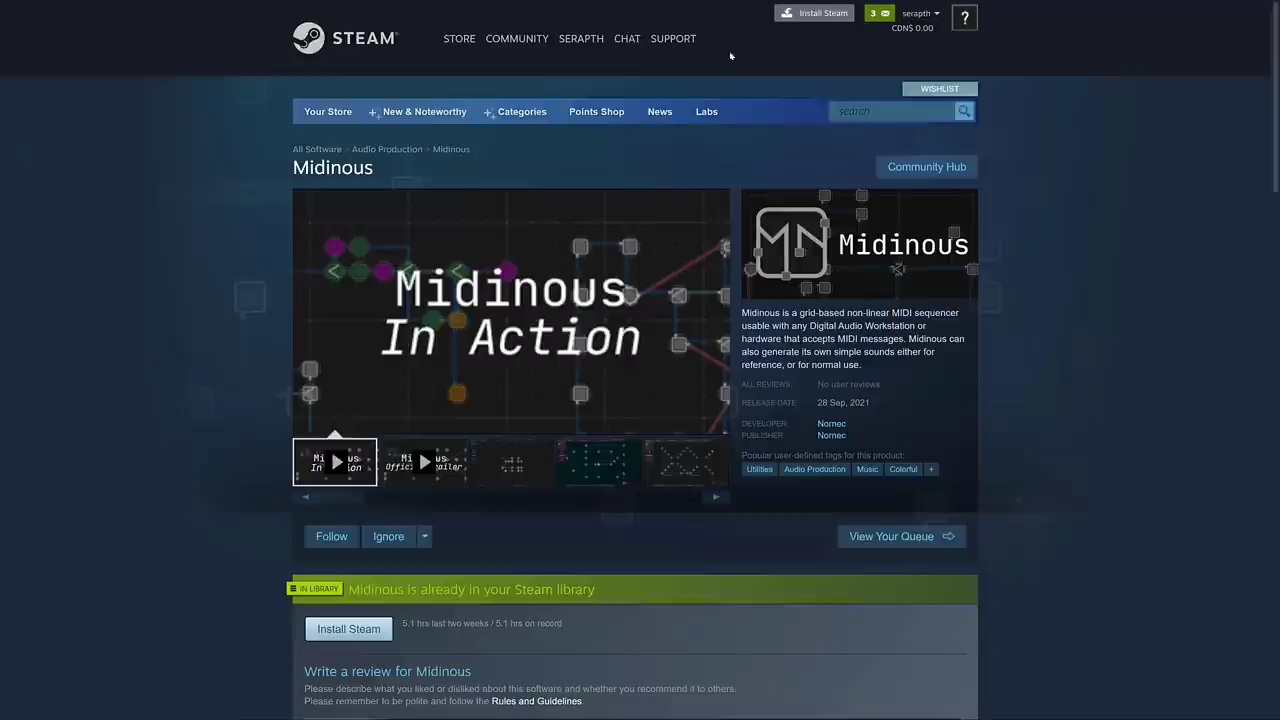 Install Steam
3
serapth
CDN$ 0.00
?
STEAM
STORE COMMUNITY SERAPTH CHAT SUPPORT
WISHLIST
Your Store New & Noteworthy Categories Points Shop News Labs
search
All Software > Audio Production > Midinous
Midinous
Community Hub
Midinous
In Action
Midinous
Midinous is a grid-based non-linear MIDI sequencer
usable with any Digital Audio Workstation or
hardware that accepts MIDI messages. Midinous can
also generate its own simple sounds either for
reference, or for normal use.
ALL REVIEWS: No user reviews
RELEASE DATE: 28 Sep, 2021
DEVELOPER: Nornec
PUBLISHER: Nornec
Popular user-defined tags for this product:
Utilities Audio Production Music Colorful +
Follow Ignore
View Your Queue
IN LIBRARY
Midinous is already in your Steam library
Install Steam
5.1 hrs last two weeks / 5.1 hrs on record
Write a review for Midinous
Please describe what you liked or disliked about this software and whether you recommend it to others.
Please remember to be polite and follow the Rules and Guidelines.